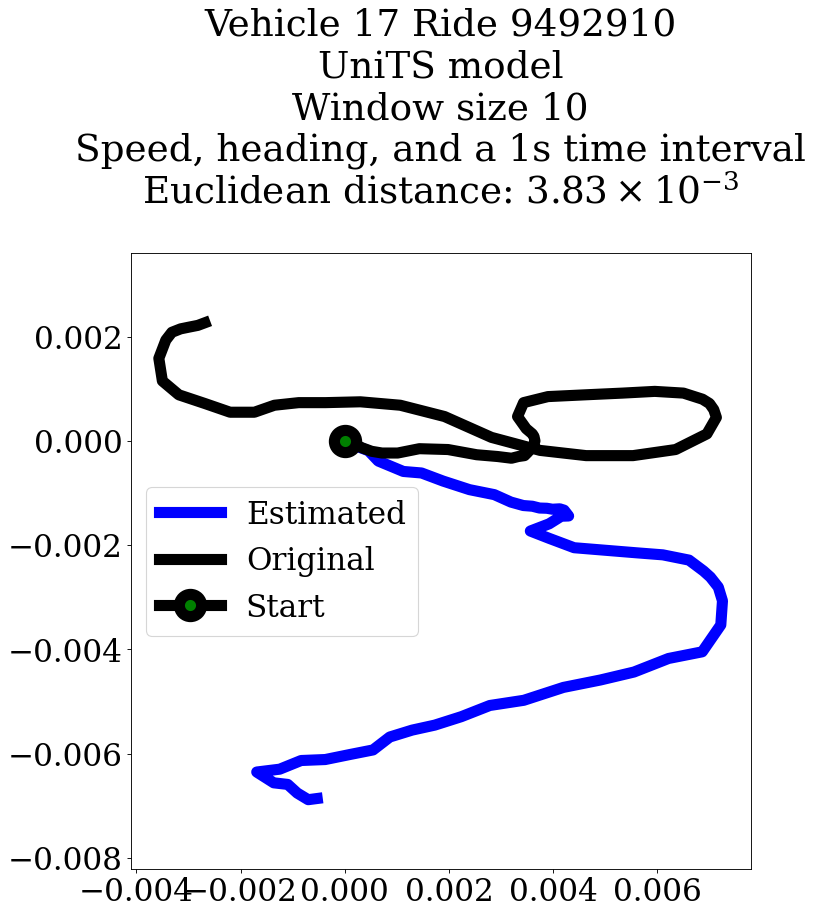 Vehicle 17 Ride 9492910
UniTS model
Window size 10
Speed, heading, and a 1s time interval
Euclidean distance: 3.83 × 10⁻³
0.002
0.000
−0.002
−0.004
−0.006
−0.008
Estimated
Original
Start
−0.004 −0.002 0.000 0.002 0.004 0.006